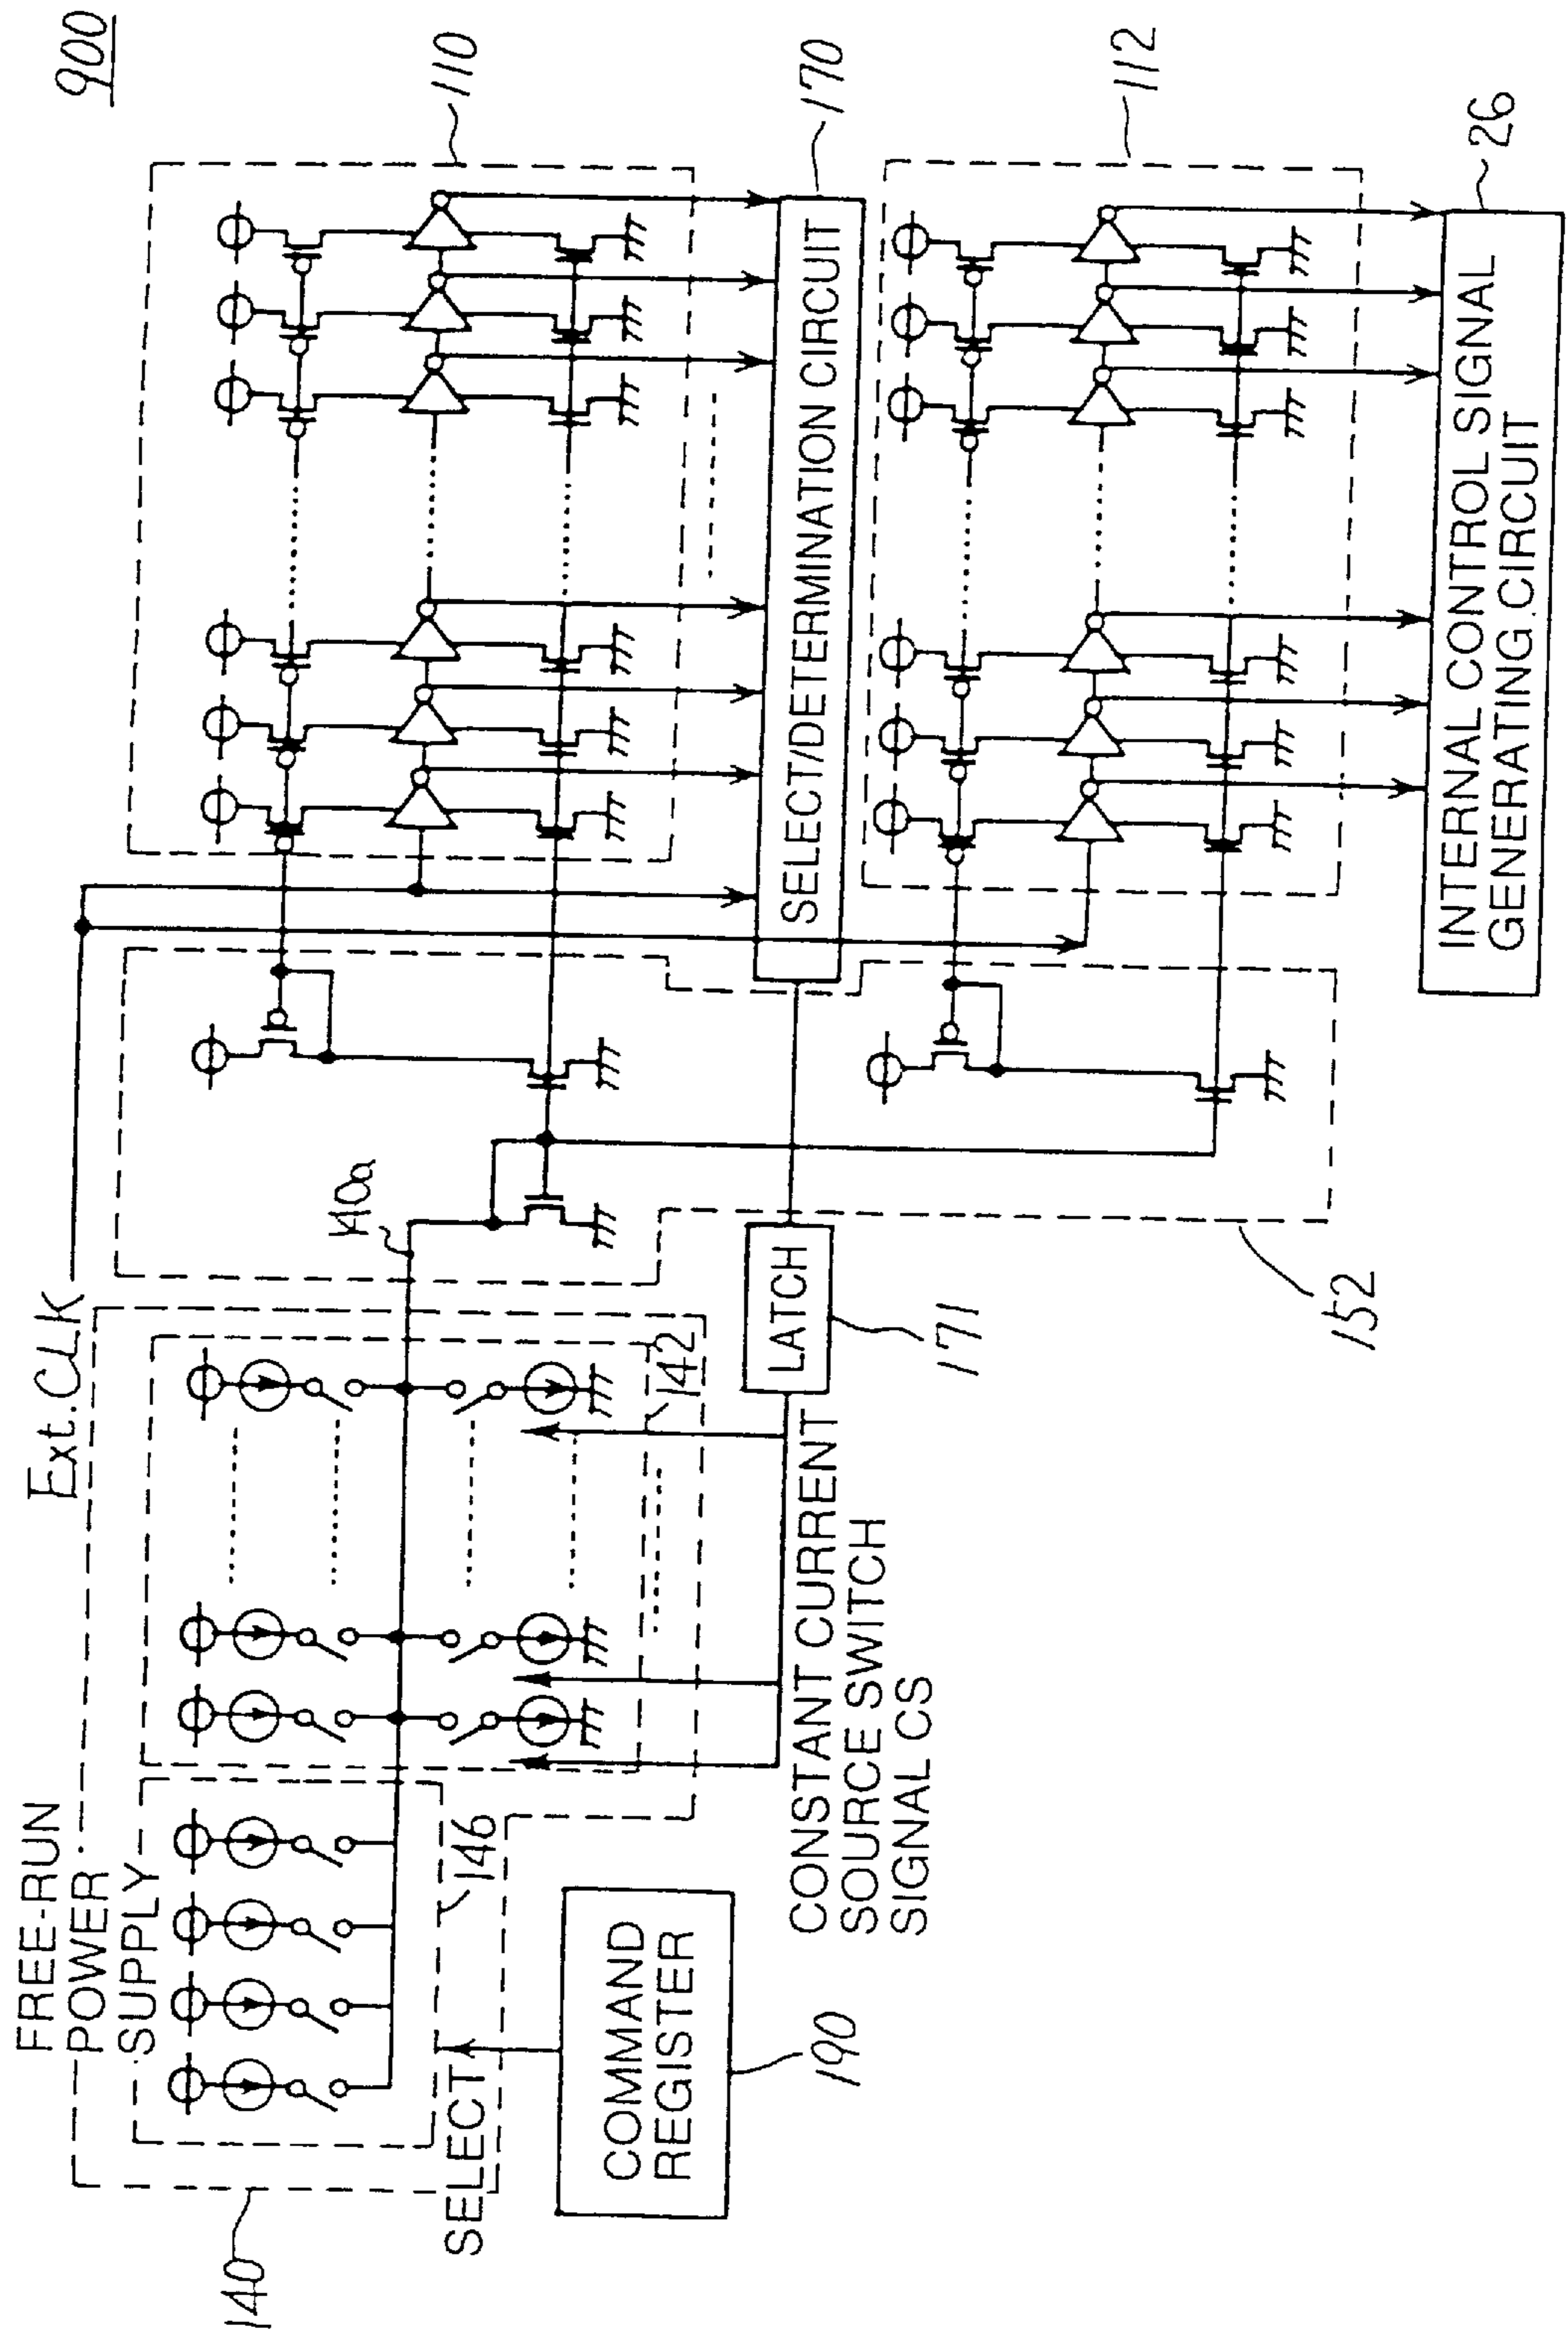 900
Ext.CLK
FREE-RUN
POWER
SUPPLY
140
146
142
140a
110
SELECT
COMMAND
REGISTER
190
CONSTANT CURRENT
SOURCE SWITCH
SIGNAL CS
LATCH
171
152
SELECT/DETERMINATION CIRCUIT
170
112
INTERNAL CONTROL SIGNAL
GENERATING CIRCUIT
26